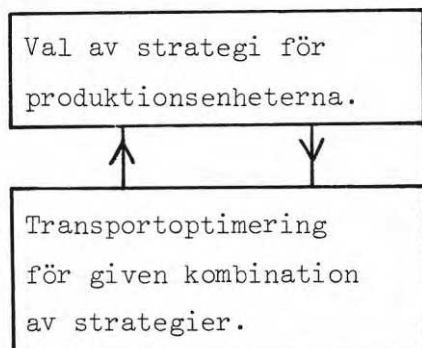 Val av strategi för
produktionsenheterna.
Transportoptimering
för given kombination
av strategier.